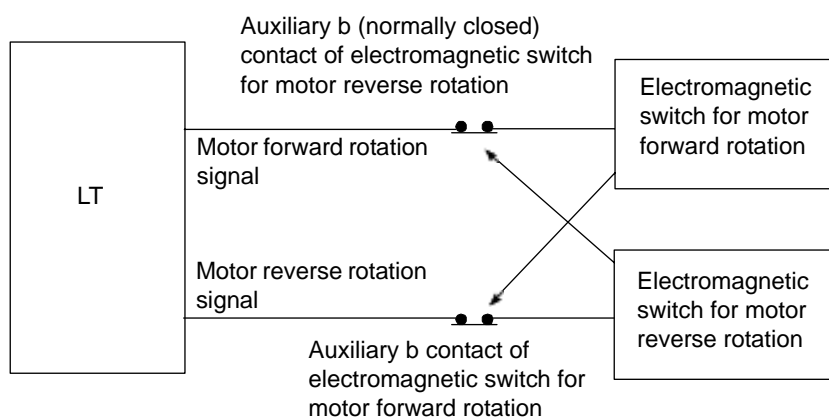 Auxiliary b (normally closed)
contact of electromagnetic switch
for motor reverse rotation
Electromagnetic
switch for motor
forward rotation
Motor forward rotation
signal
LT
Motor reverse rotation
signal
Electromagnetic
switch for motor
reverse rotation
Auxiliary b contact of
electromagnetic switch for
motor forward rotation